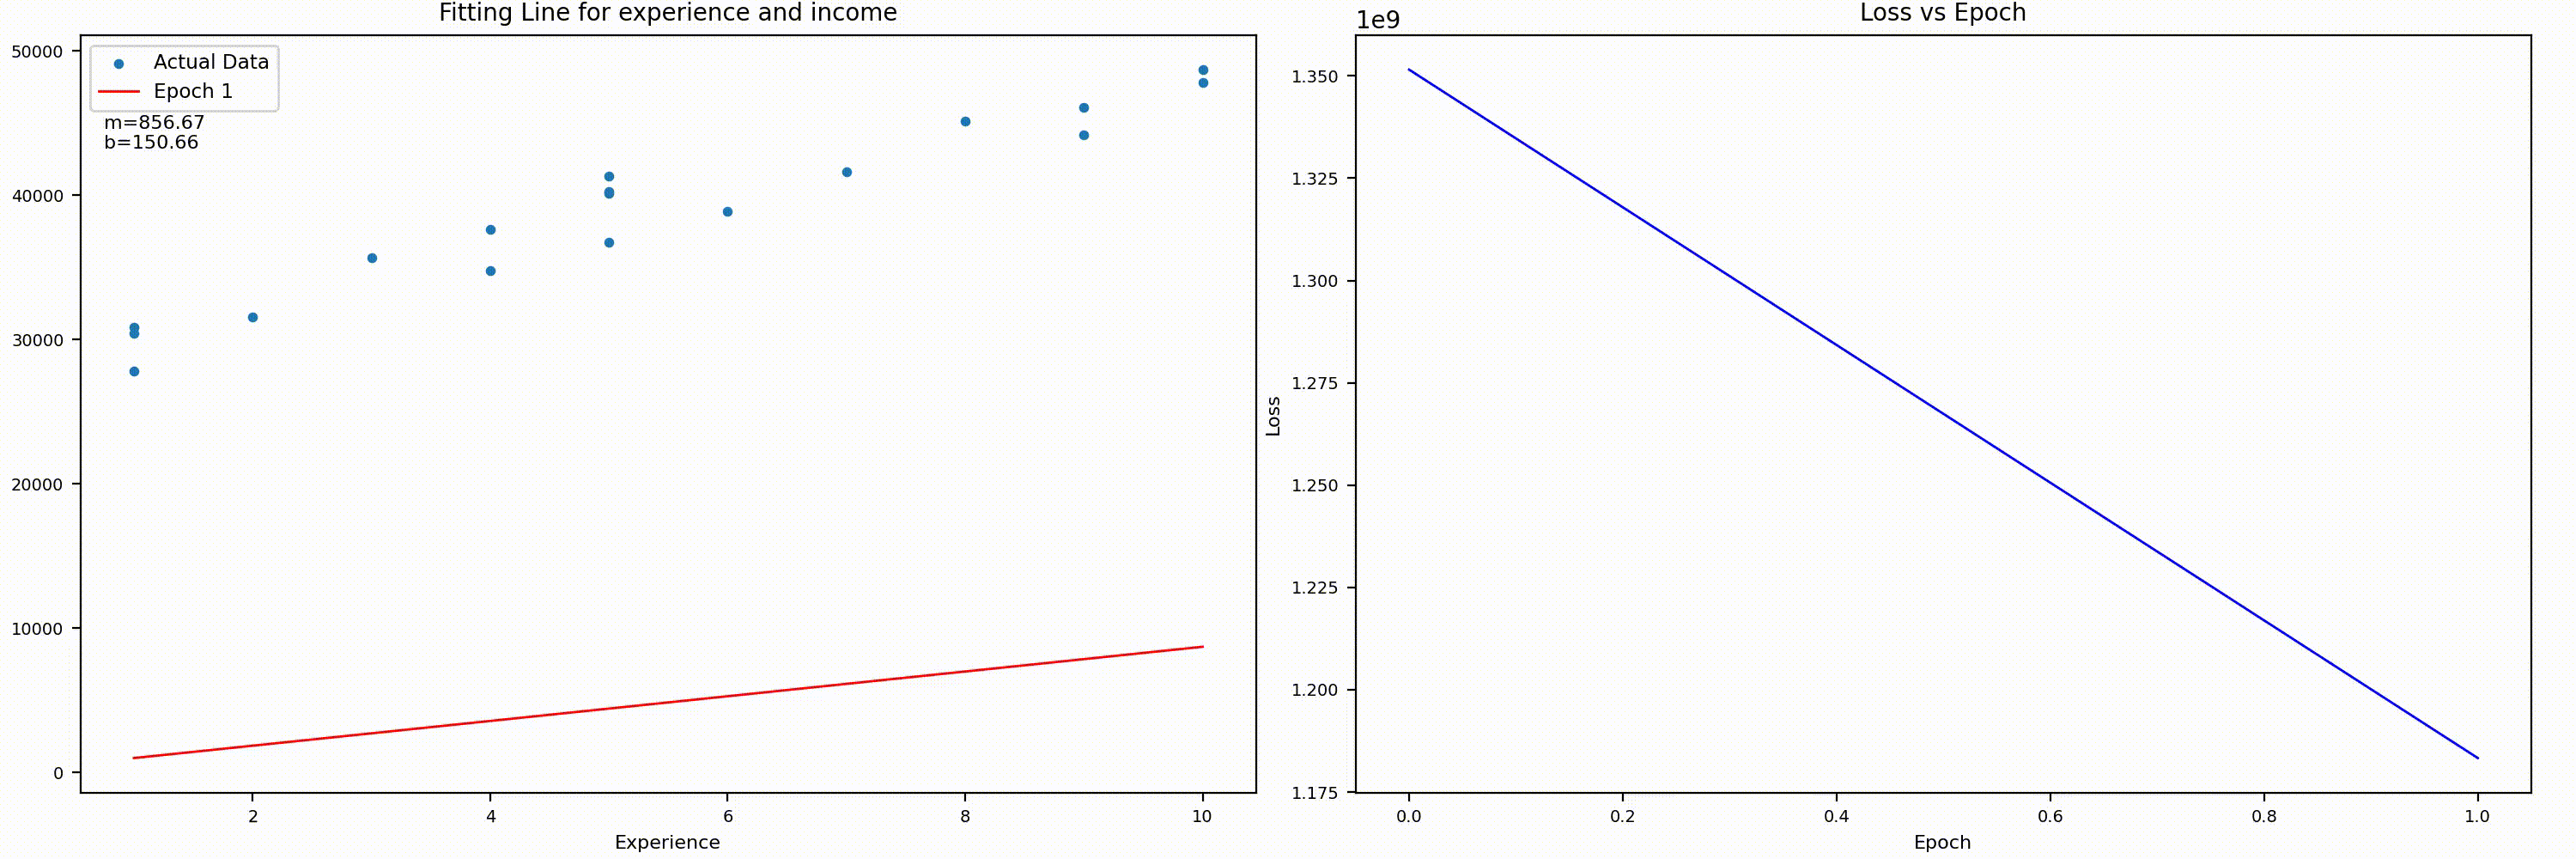 Fitting Line for experience and income
Actual Data
Epoch 1
m=856.67
b=150.66
50000
40000
30000
20000
10000
0
2
4
6
8
10
Experience
Loss vs Epoch
1e9
1.350
1.325
1.300
1.275
1.250
1.225
1.200
1.175
Loss
0.0
0.2
0.4
0.6
0.8
1.0
Epoch